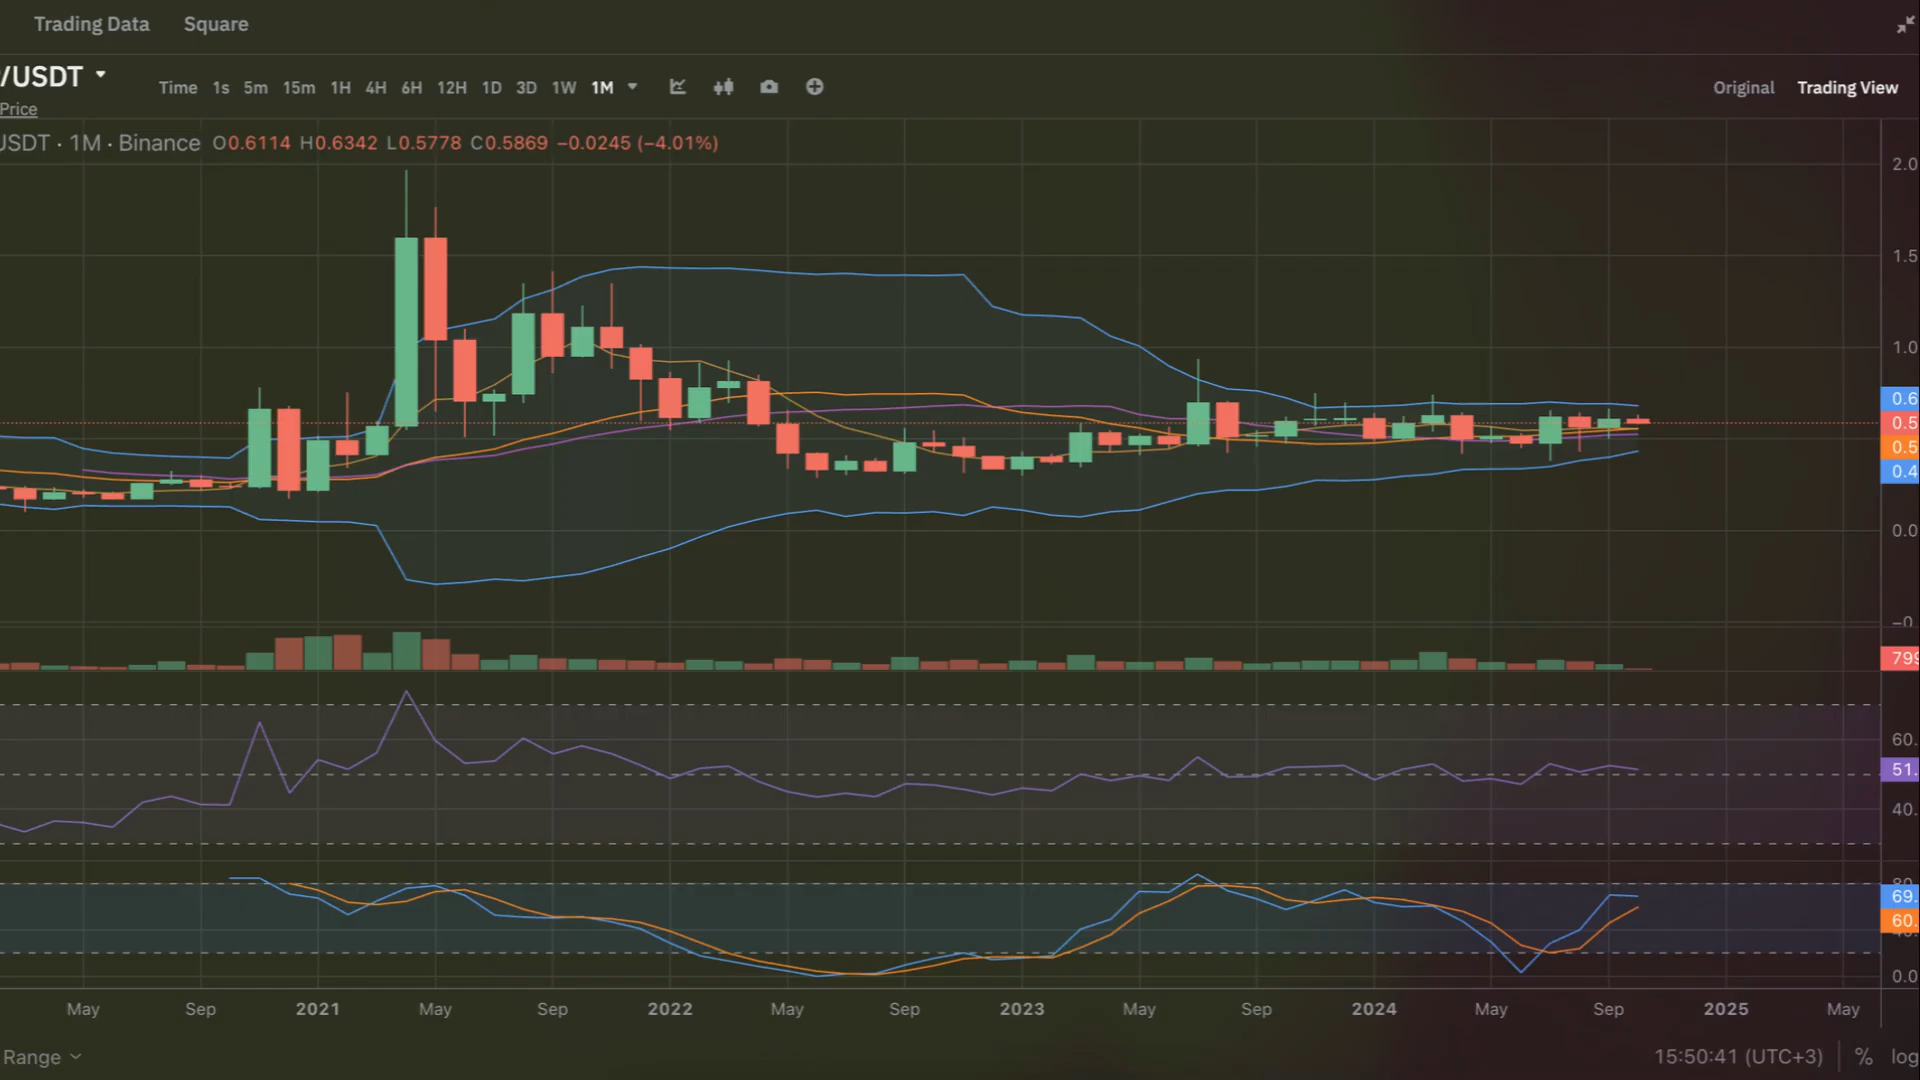 Trading Data Square
/USDT
Time 1s 5m 15m 1H 4H 6H 12H 1D 3D 1W 1M Original Trading View
Price
USDT · 1M · Binance O0.6114 H0.6342 L0.5778 C0.5869 −0.0245 (−4.01%)
2.0
1.5
1.0
0.6
0.5
0.5
0.4
0.0
−0.
799
60.
51.
40.
80
69.
60.
0.0
May Sep 2021 May Sep 2022 May Sep 2023 May Sep 2024 May Sep 2025 May
Range 15:50:41 (UTC+3) % log